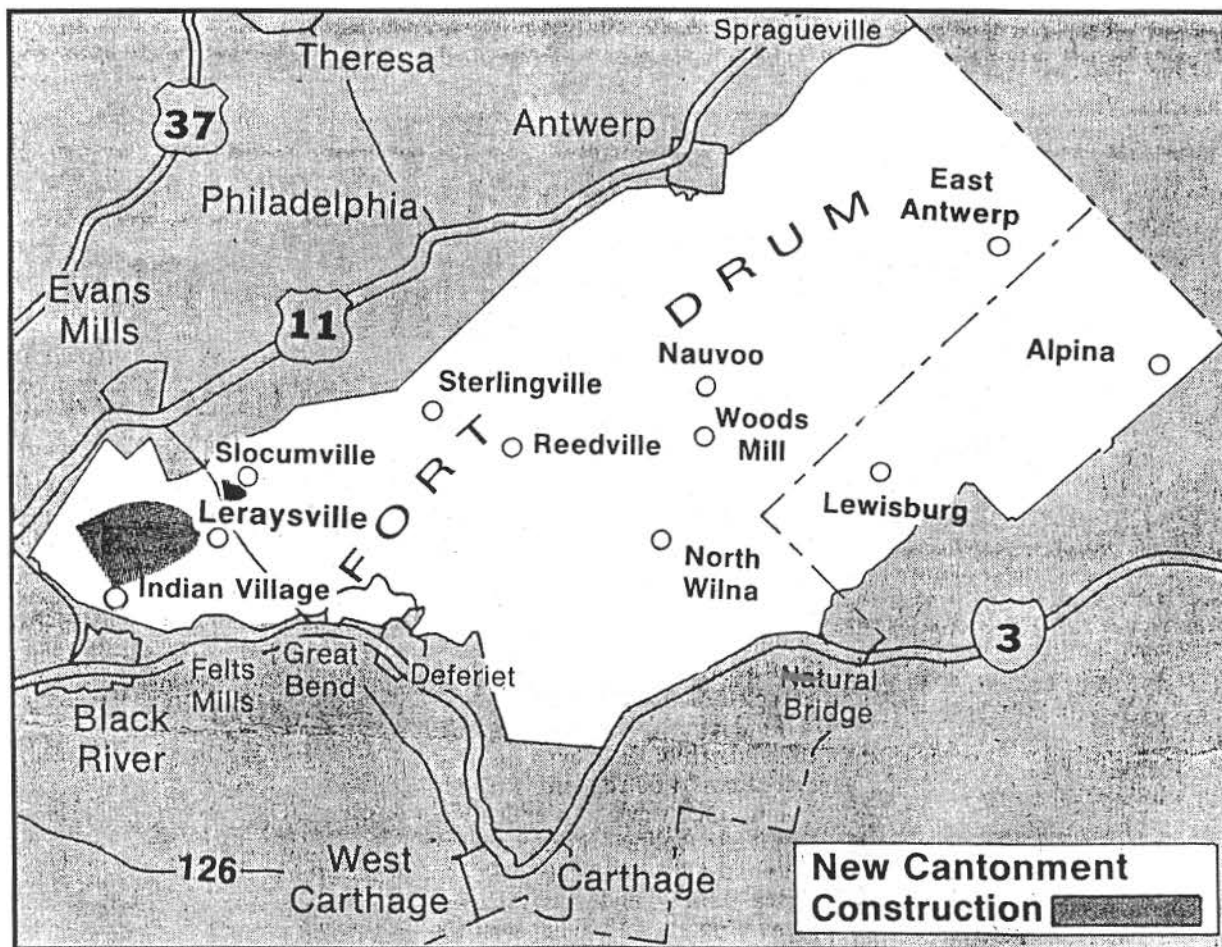 Spragueville
Theresa
37
Antwerp
East
Antwerp
Philadelphia
DRUM
Evans
Mills
11
Nauvoo
Alpina
Sterlingville
Woods
Mill
Reedville
FORT
Slocumville
Lewisburg
Leraysville
North
Wilna
Indian Village
3
Felts
Mills
Great
Bend
Deferiet
Natural
Bridge
Black
River
126
West
Carthage
Carthage
New Cantonment
Construction